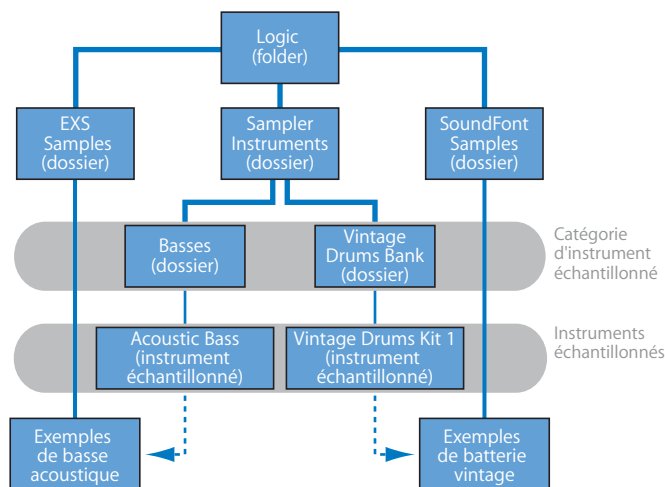 Logic
(folder)
EXS
Samples
(dossier)
Sampler
Instruments
(dossier)
SoundFont
Samples
(dossier)
Basses
(dossier)
Vintage
Drums Bank
(dossier)
Catégorie
d'instrument
échantillonné
Acoustic Bass
(instrument
échantillonné)
Vintage Drums Kit 1
(instrument
échantillonné)
Instruments
échantillonnés
Exemples
de basse
acoustique
Exemples
de batterie
vintage